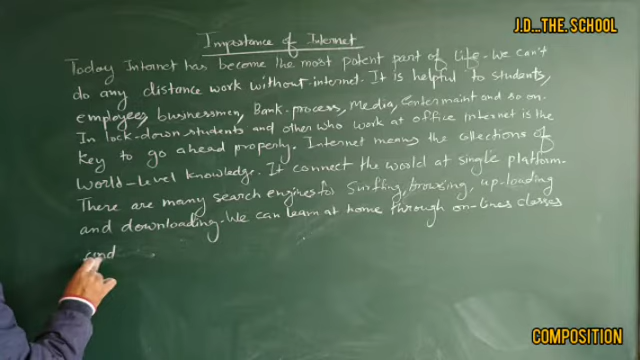 J.D...THE. SCHOOL
Importance of Internet
Today Internet has become the most potent part of life. We can't
do any distance work without internet. It is helpful to students,
employees, businessmen, Bank-process, Media, Entermaint and so on.
In lock-down students and other who work at office internet is the
key to go ahead properly. Internet means the collections of
World-Level knowledge. It connect the world at single platform.
There are many search engines for surfing, browsing, up-loading
and downloading. We can learn at home through on-lines classes
and
COMPOSITION